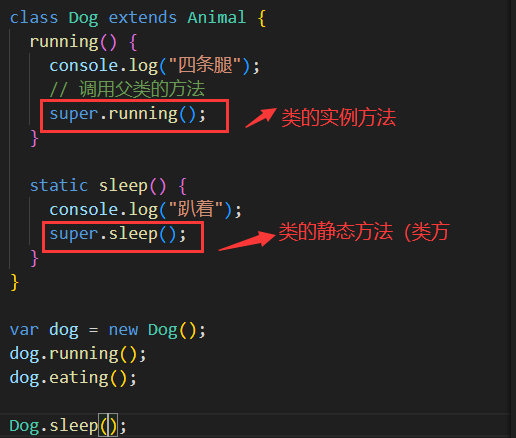 class Dog extends Animal {
  running() {
    console.log("四条腿");
    // 调用父类的方法
    super.running();
类的实例方法
  }
  static sleep() {
    console.log("趴着");
    super.sleep();
类的静态方法（类方
  }
}
var dog = new Dog();
dog.running();
dog.eating();
Dog.sleep();